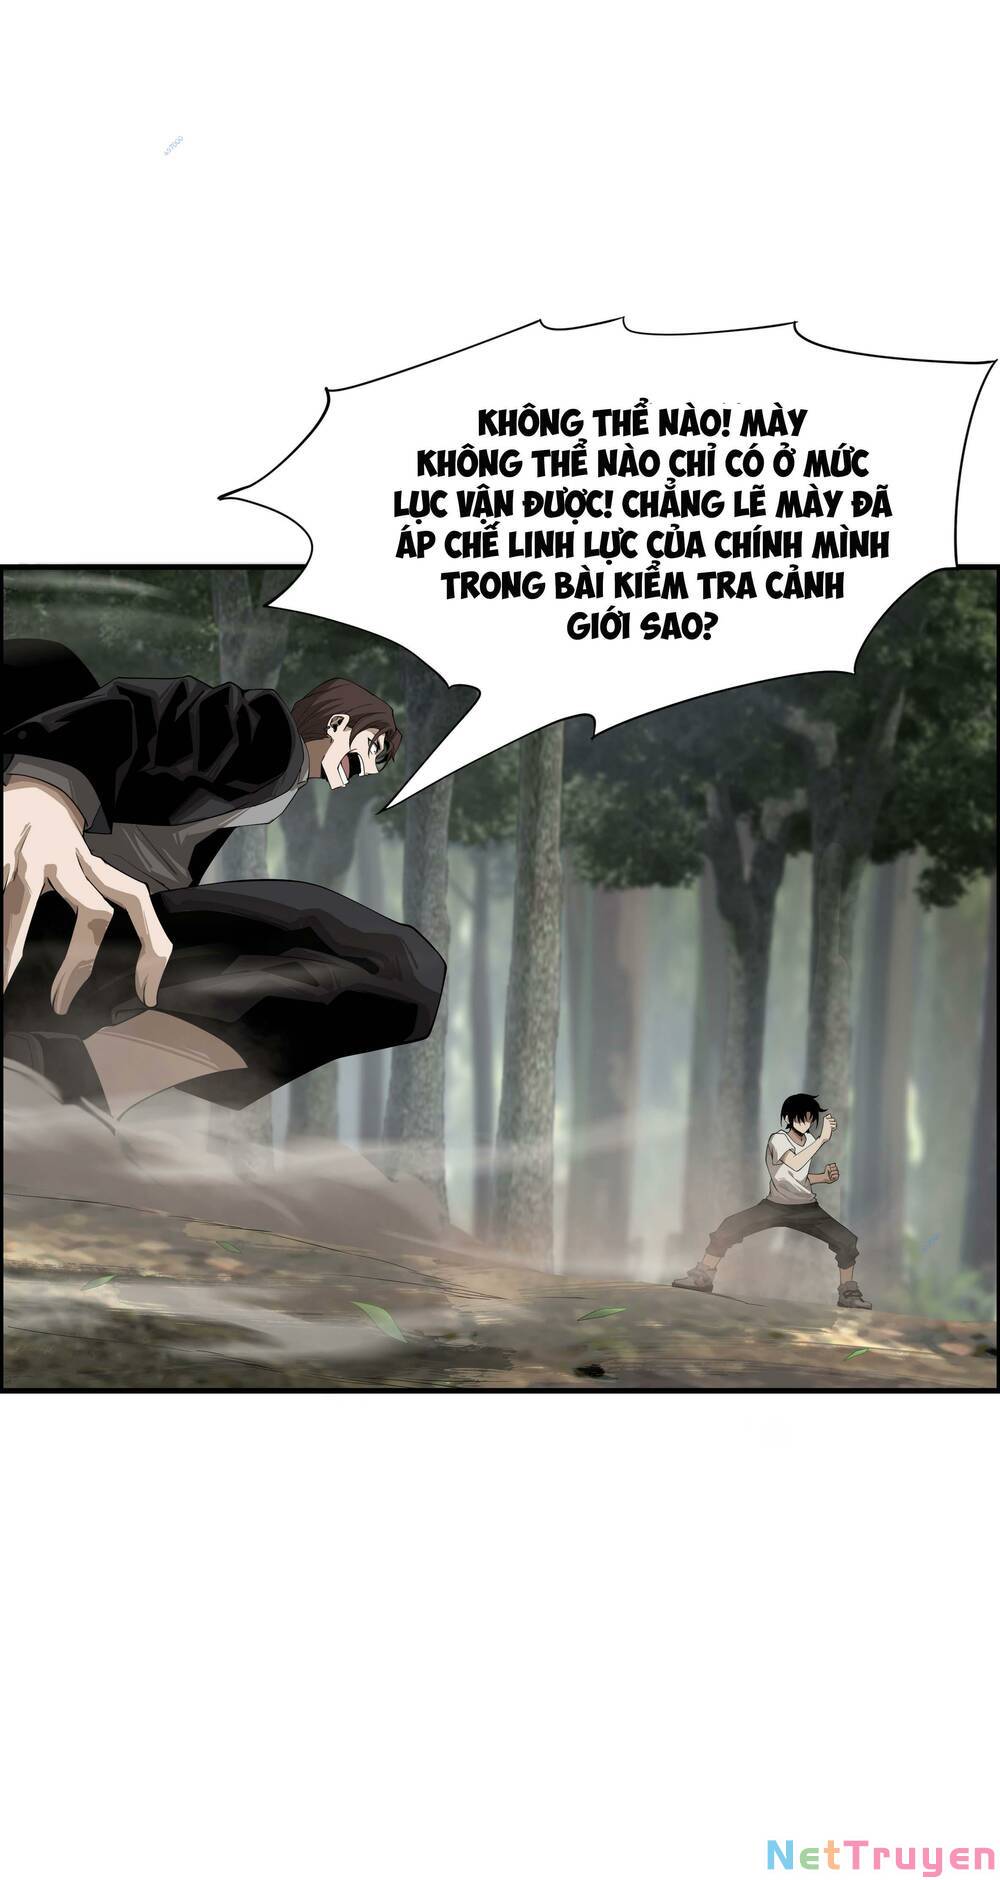 KHÔNG THỂ NÀO! MÀY
KHÔNG THỂ NÀO CHỈ CÓ Ở MỨC
LỤC VẬN ĐƯỢC! CHẲNG LẼ MÀY ĐÃ
ÁP CHẾ LINH LỰC CỦA CHÍNH MÌNH
TRONG BÀI KIỂM TRA CẢNH
GIỚI SAO?
NetTruyen